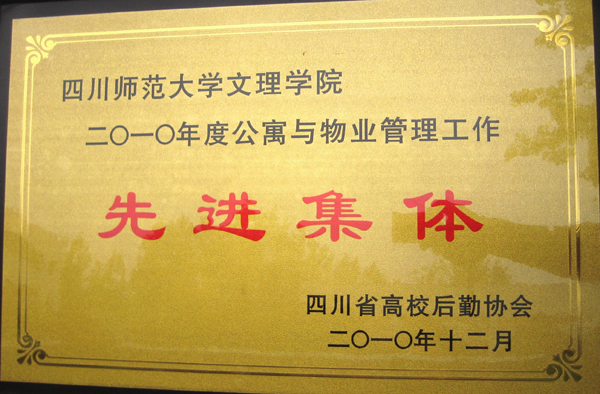 四川师范大学文理学院
二〇一〇年度公寓与物业管理工作
先进集体
四川省高校后勤协会
二〇一〇年十二月